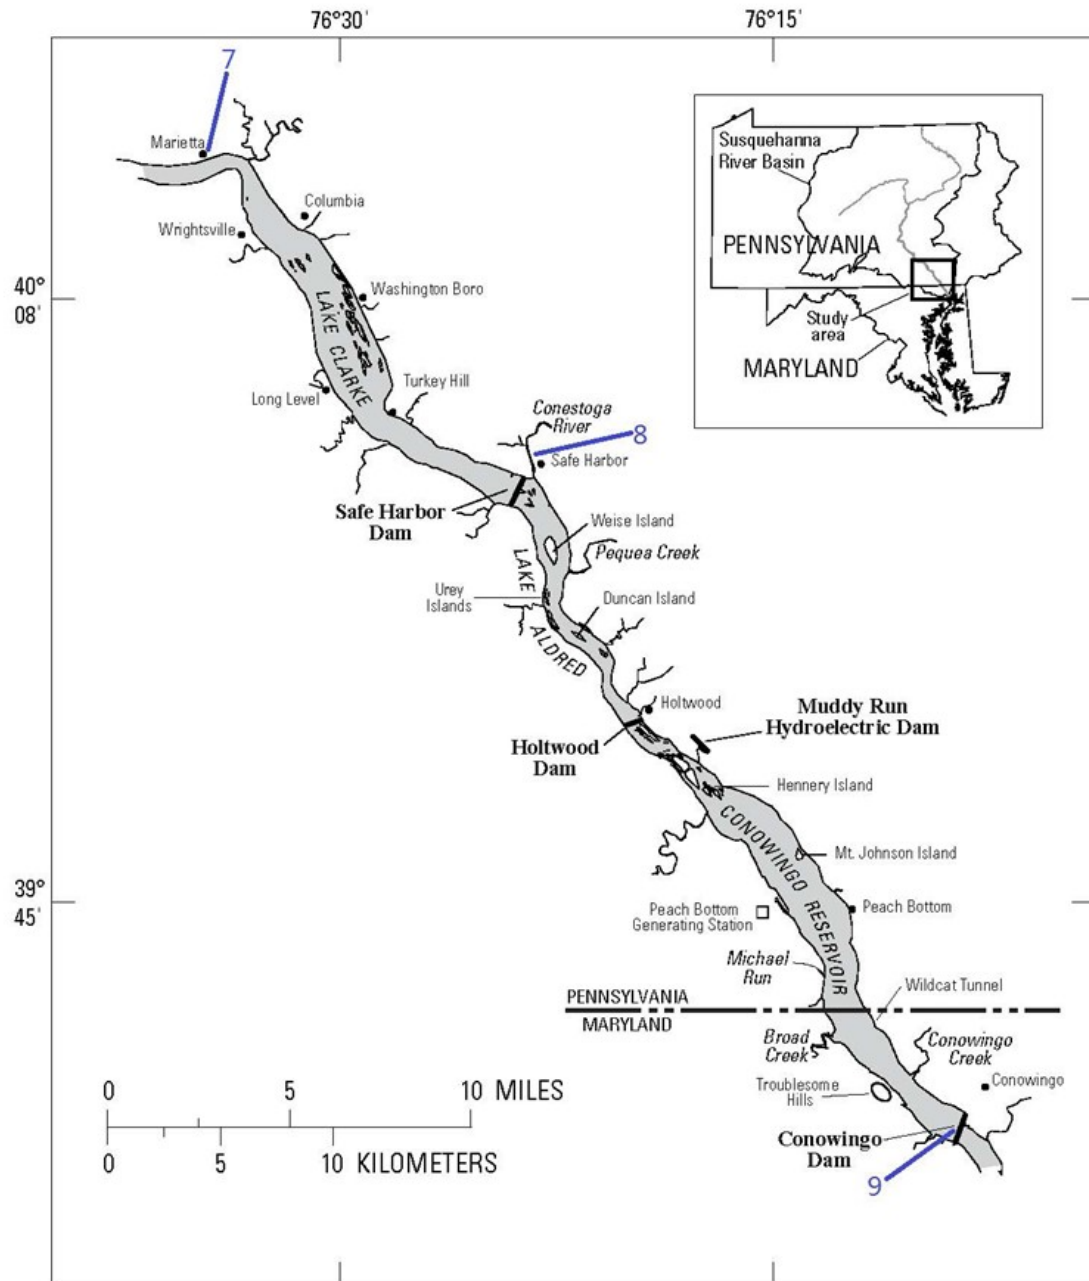 76°30'
76°15'
7
Marietta
Columbia
Wrightsville
40°
08'
Washington Boro
LAKE CLARKE
Long Level
Turkey Hill
Conestoga
River
8
Safe Harbor
Safe Harbor
Dam
Weise Island
Pequea Creek
LAKE
ALDRED
Urey
Islands
Duncan Island
Holtwood
Muddy Run
Hydroelectric Dam
Holtwood
Dam
Hennery Island
CONOWINGO RESERVOIR
Mt. Johnson Island
39°
45'
Peach Bottom
Generating Station
Peach Bottom
Michael
Run
Wildcat Tunnel
PENNSYLVANIA
MARYLAND
Broad
Creek
Conowingo
Creek
Conowingo
Troublesome
Hills
Conowingo
Dam
9
0 5 10 MILES
0 5 10 KILOMETERS
Susquehanna
River Basin
PENNSYLVANIA
Study
area
MARYLAND